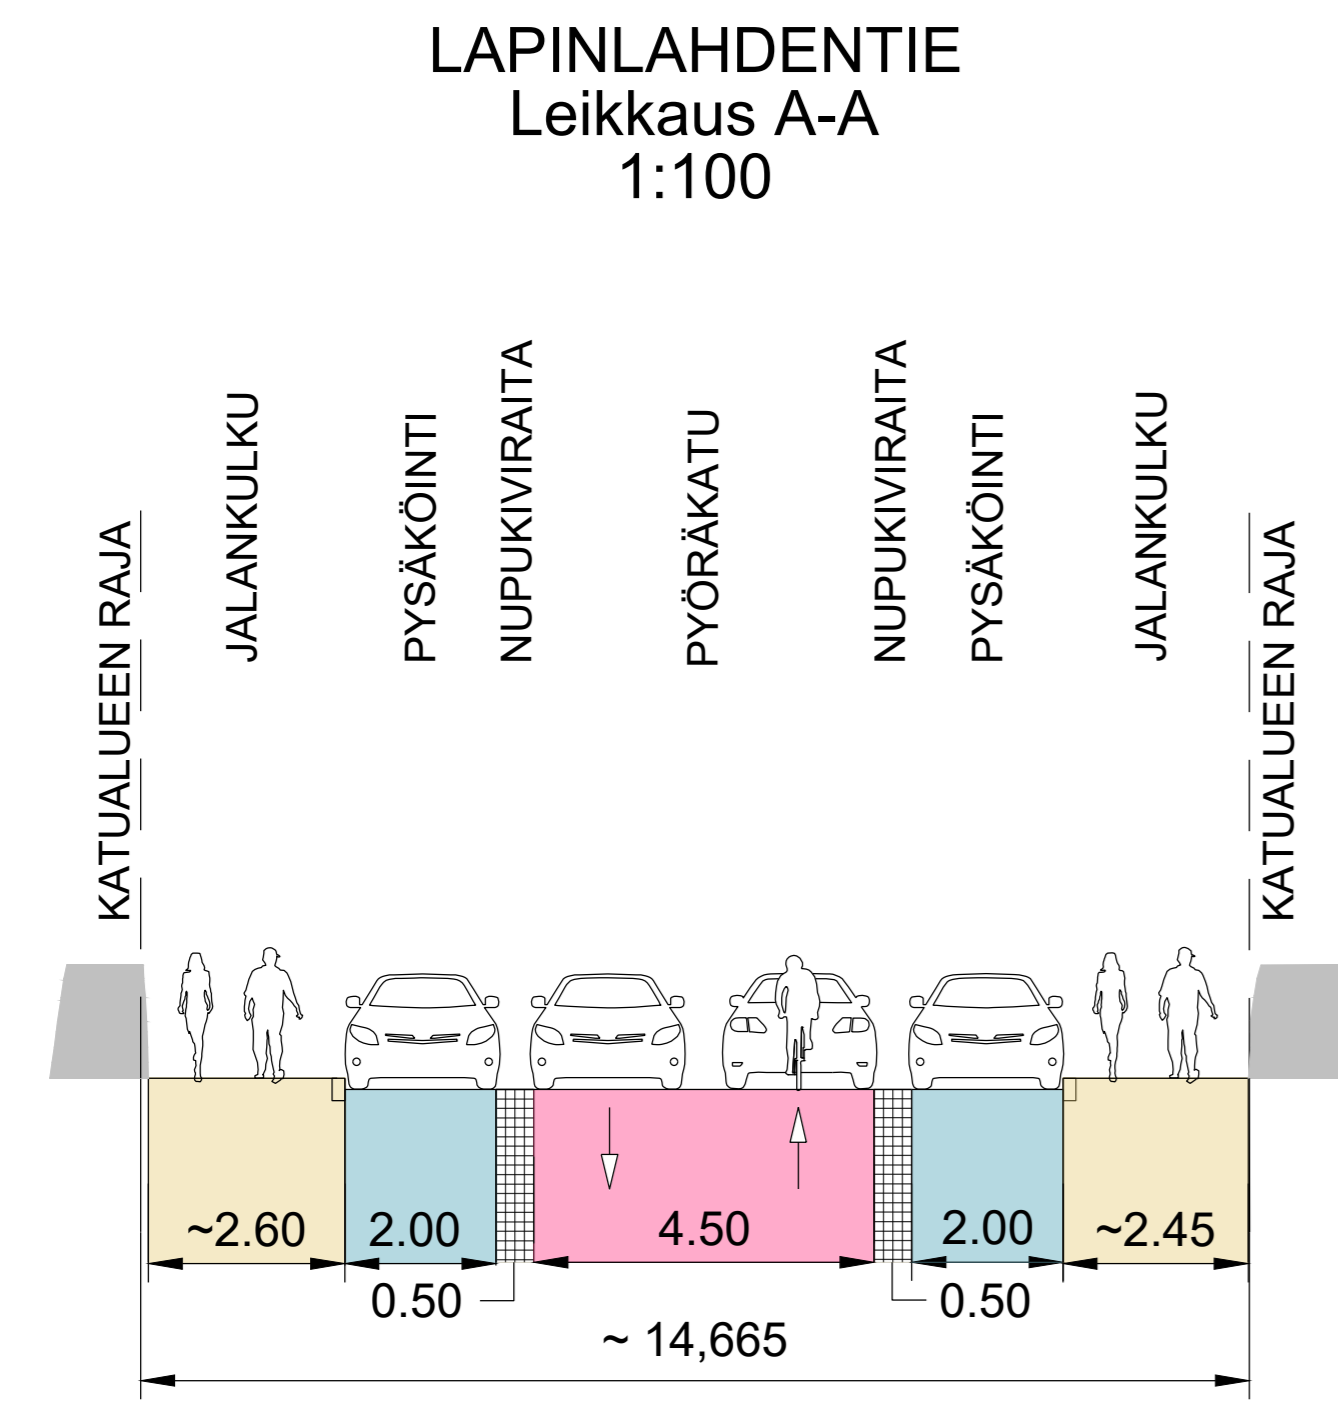 LAPINLAHDENTIE
Leikkaus A-A
1:100
KATUALUEEN RAJA
JALANKULKU
PYSÄKÖINTI
NUPUKIVIRAITA
PYÖRÄKATU
NUPUKIVIRAITA
PYSÄKÖINTI
JALANKULKU
KATUALUEEN RAJA
~2.60 2.00 4.50 2.00 ~2.45
0.50 0.50
~ 14,665